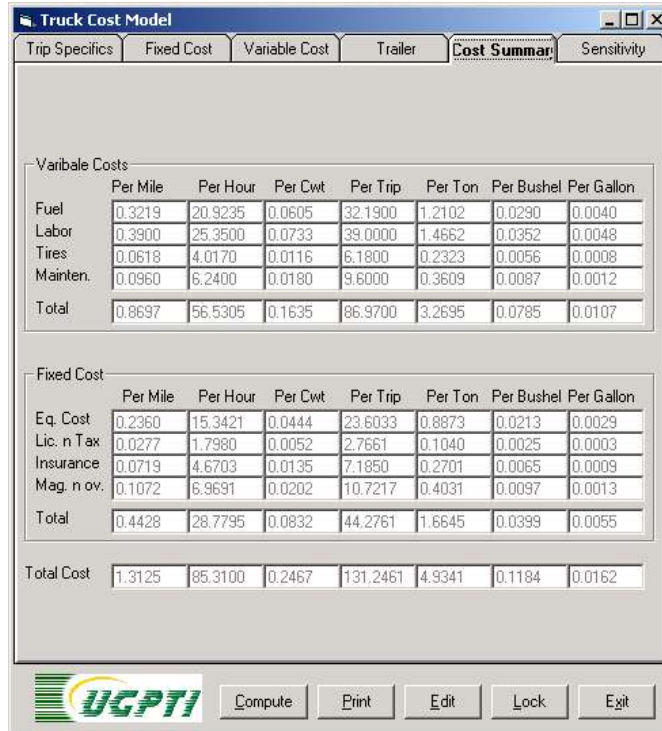 Truck Cost Model
Trip Specifics Fixed Cost Variable Cost Trailer Cost Summar Sensitivity
Varibale Costs
Per Mile Per Hour Per Cwt Per Trip Per Ton Per Bushel Per Gallon
Fuel 0.3219 20.9235 0.0605 32.1900 1.2102 0.0290 0.0040
Labor 0.3900 25.3500 0.0733 39.0000 1.4662 0.0352 0.0048
Tires 0.0618 4.0170 0.0116 6.1800 0.2323 0.0056 0.0008
Mainten. 0.0960 6.2400 0.0180 9.6000 0.3609 0.0087 0.0012
Total 0.8697 56.5305 0.1635 86.9700 3.2695 0.0785 0.0107
Fixed Cost
Per Mile Per Hour Per Cwt Per Trip Per Ton Per Bushel Per Gallon
Eq. Cost 0.2360 15.3421 0.0444 23.6033 0.8873 0.0213 0.0029
Lic. n Tax 0.0277 1.7980 0.0052 2.7661 0.1040 0.0025 0.0003
Insurance 0.0719 4.6703 0.0135 7.1850 0.2701 0.0065 0.0009
Mag. n ov. 0.1072 6.9691 0.0202 10.7217 0.4031 0.0097 0.0013
Total 0.4428 28.7795 0.0832 44.2761 1.6645 0.0399 0.0055
Total Cost 1.3125 85.3100 0.2467 131.2461 4.9341 0.1184 0.0162
UGPTI Compute Print Edit Lock Exit